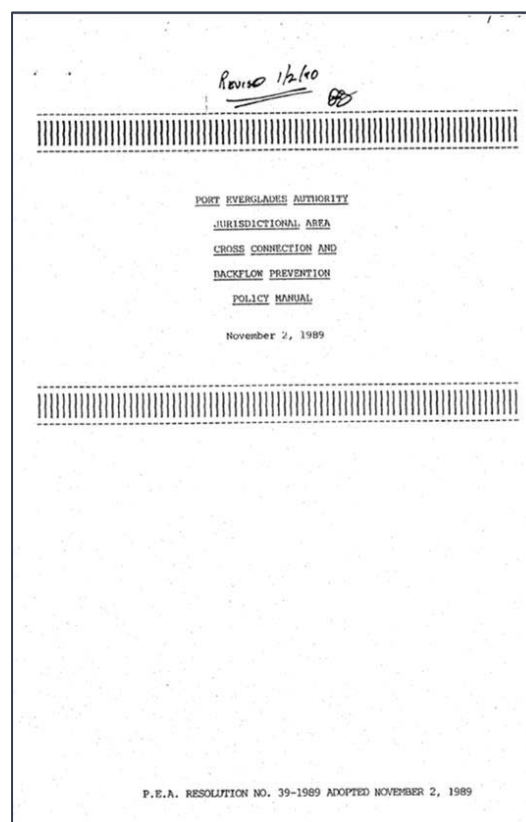 REVISED 1/2/90
PORT EVERGLADES AUTHORITY
JURISDICTIONAL AREA
CROSS CONNECTION AND
BACKFLOW PREVENTION
POLICY MANUAL
November 2, 1989
P.E.A. RESOLUTION NO. 39-1989 ADOPTED NOVEMBER 2, 1989